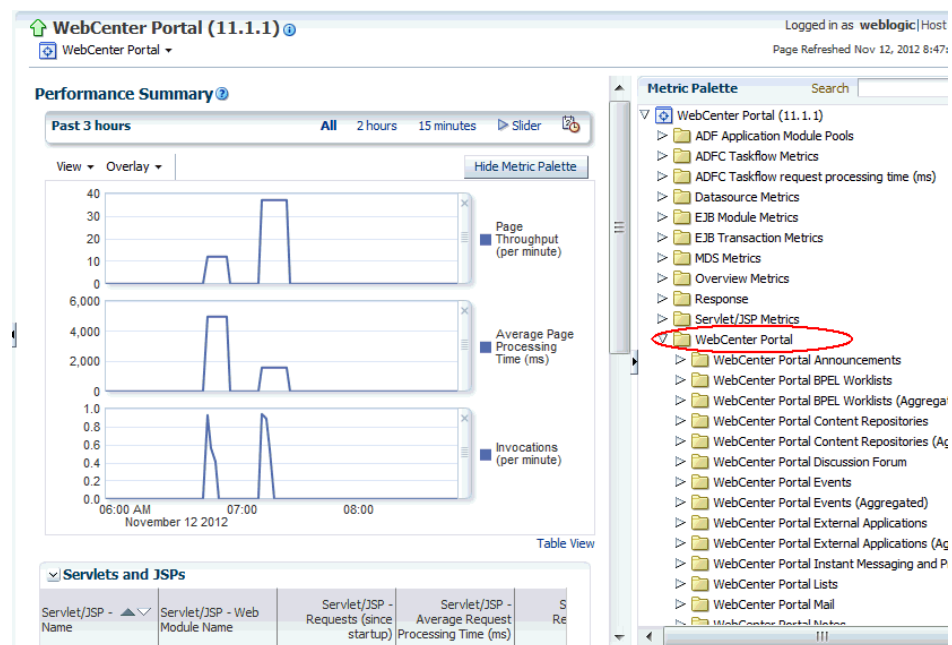 WebCenter Portal (11.1.1)
Logged in as weblogic|Host
WebCenter Portal
Page Refreshed Nov 12, 2012 8:47:
Performance Summary
Past 3 hours
All 2 hours 15 minutes Slider
View Overlay
Hide Metric Palette
40
30
20
10
0
Page
Throughput
(per minute)
6,000
4,000
2,000
0
Average Page
Processing
Time (ms)
1.0
0.8
0.6
0.4
0.2
0.0
Invocations
(per minute)
06:00 AM 07:00 08:00
November 12 2012
Table View
Servlets and JSPs
Servlet/JSP -
Name
Servlet/JSP - Web
Module Name
Servlet/JSP -
Requests (since
startup)
Servlet/JSP -
Average Request
Processing Time (ms)
S
Re
Metric Palette
Search
WebCenter Portal (11.1.1)
ADF Application Module Pools
ADFC Taskflow Metrics
ADFC Taskflow request processing time (ms)
Datasource Metrics
EJB Module Metrics
EJB Transaction Metrics
MDS Metrics
Overview Metrics
Response
Servlet/JSP Metrics
WebCenter Portal
WebCenter Portal Announcements
WebCenter Portal BPEL Worklists
WebCenter Portal BPEL Worklists (Aggregat
WebCenter Portal Content Repositories
WebCenter Portal Content Repositories (Ag
WebCenter Portal Discussion Forum
WebCenter Portal Events
WebCenter Portal Events (Aggregated)
WebCenter Portal External Applications
WebCenter Portal External Applications (Ag
WebCenter Portal Instant Messaging and P
WebCenter Portal Lists
WebCenter Portal Mail
WebCenter Portal Notes